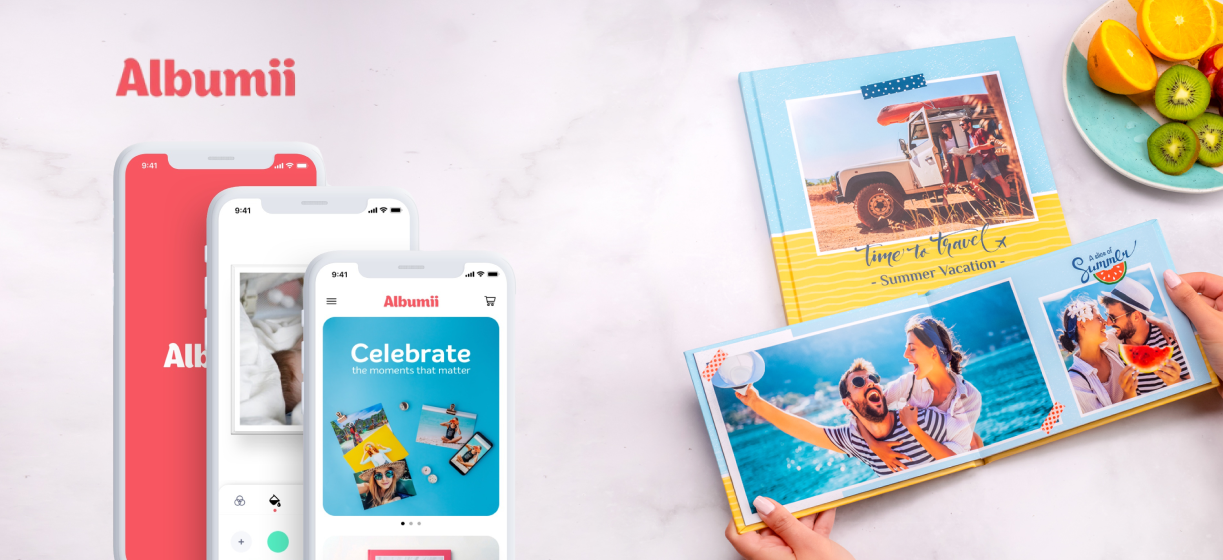 Albumii
9:41
Alb
9:41
9:41
Albumii
Celebrate
the moments that matter
time to travel
- Summer Vacation -
A slice of
Summer